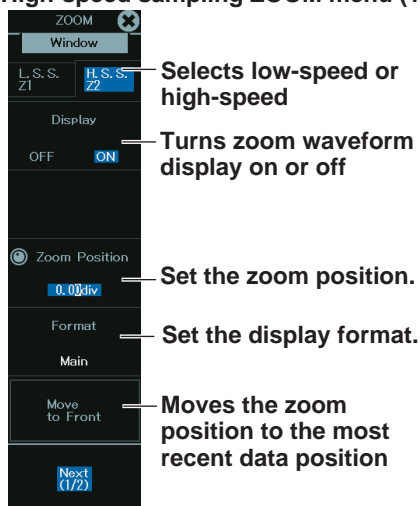 High-speed sampling ZOOM menu (1
ZOOM
Window
L. S. S.
Z1
H. S. S.
Z2
Selects low-speed or
high-speed
Display
OFF ON
Turns zoom waveform
display on or off
Zoom Position
0.00div
Set the zoom position.
Format
Main
Set the display format.
Move
to Front
Moves the zoom
position to the most
recent data position
Next
(1/2)